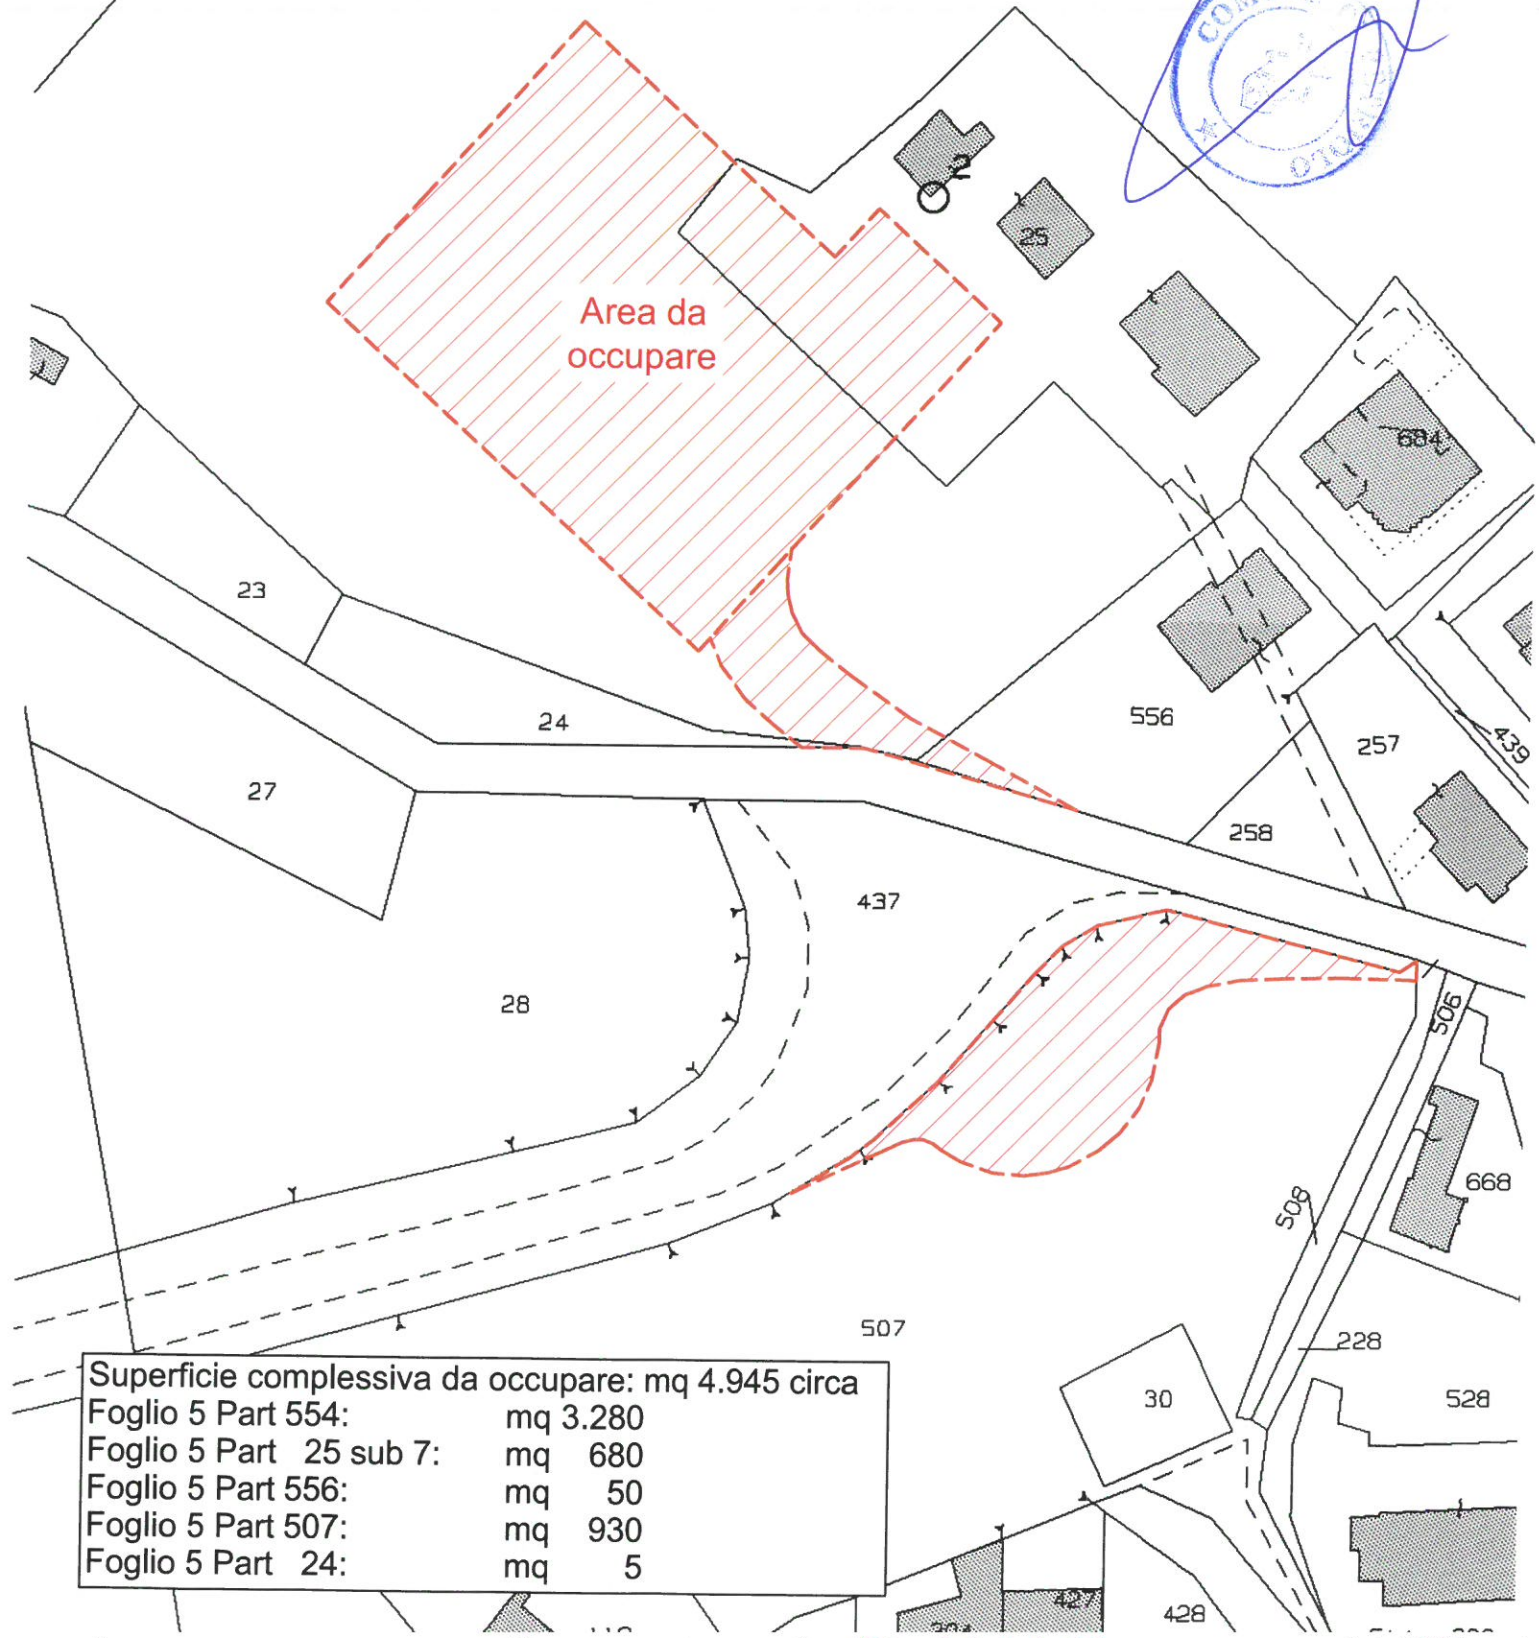 2
25
Area da
occupare
684
23
24
556
257
439
27
258
437
28
506
668
508
507
228
30
528
Superficie complessiva da occupare: mq 4.945 circa
Foglio 5 Part 554: mq 3.280
Foglio 5 Part 25 sub 7: mq 680
Foglio 5 Part 556: mq 50
Foglio 5 Part 507: mq 930
Foglio 5 Part 24: mq 5
427
428